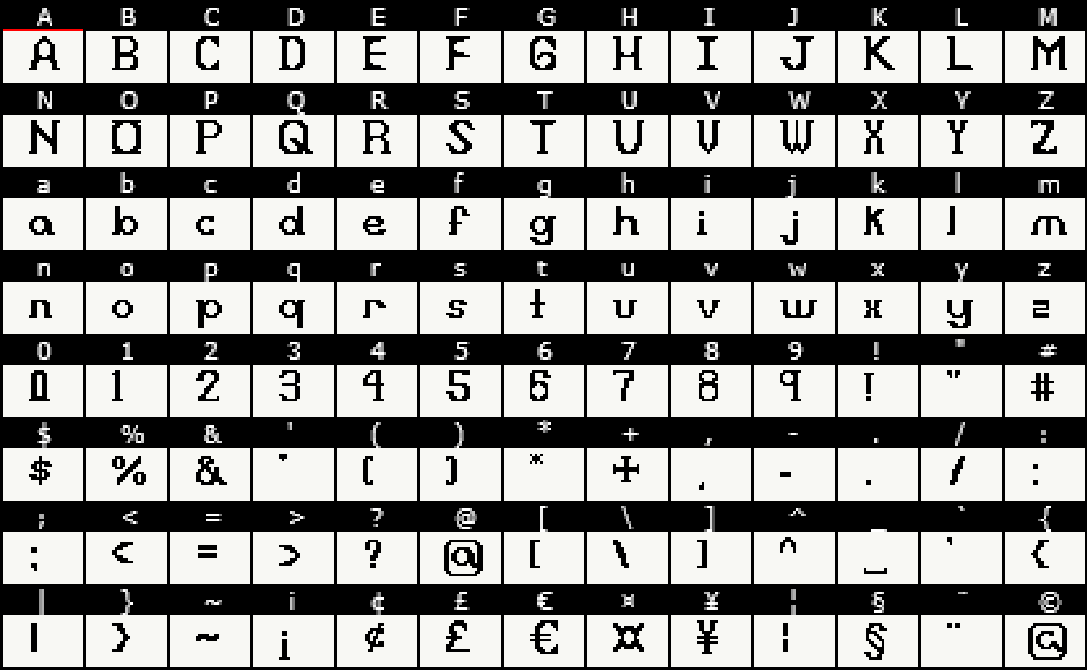 A B C D E F G H I J K L M
A B C D E F G H I J K L M
N O P Q R S T U V W X Y Z
N O P Q R S T U V W X Y Z
a b c d e f g h i j k l m
a b c d e f g h i j k l m
n o p q r s t u v w x y z
n o p q r s t u v w x y z
0 1 2 3 4 5 6 7 8 9 ! " #
0 1 2 3 4 5 6 7 8 9 ! " #
$ % & ' ( ) * + , - . / :
$ % & ' ( ) * + , - . / :
; < = > ? @ [ \ ] ^ _ ` {
; < = > ? @ [ \ ] ^ _ ` {
| } ~ ¡ ¢ £ € ¤ ¥ ¦ § ¨ ©
| } ~ ¡ ¢ £ € ¤ ¥ ¦ § ¨ ©